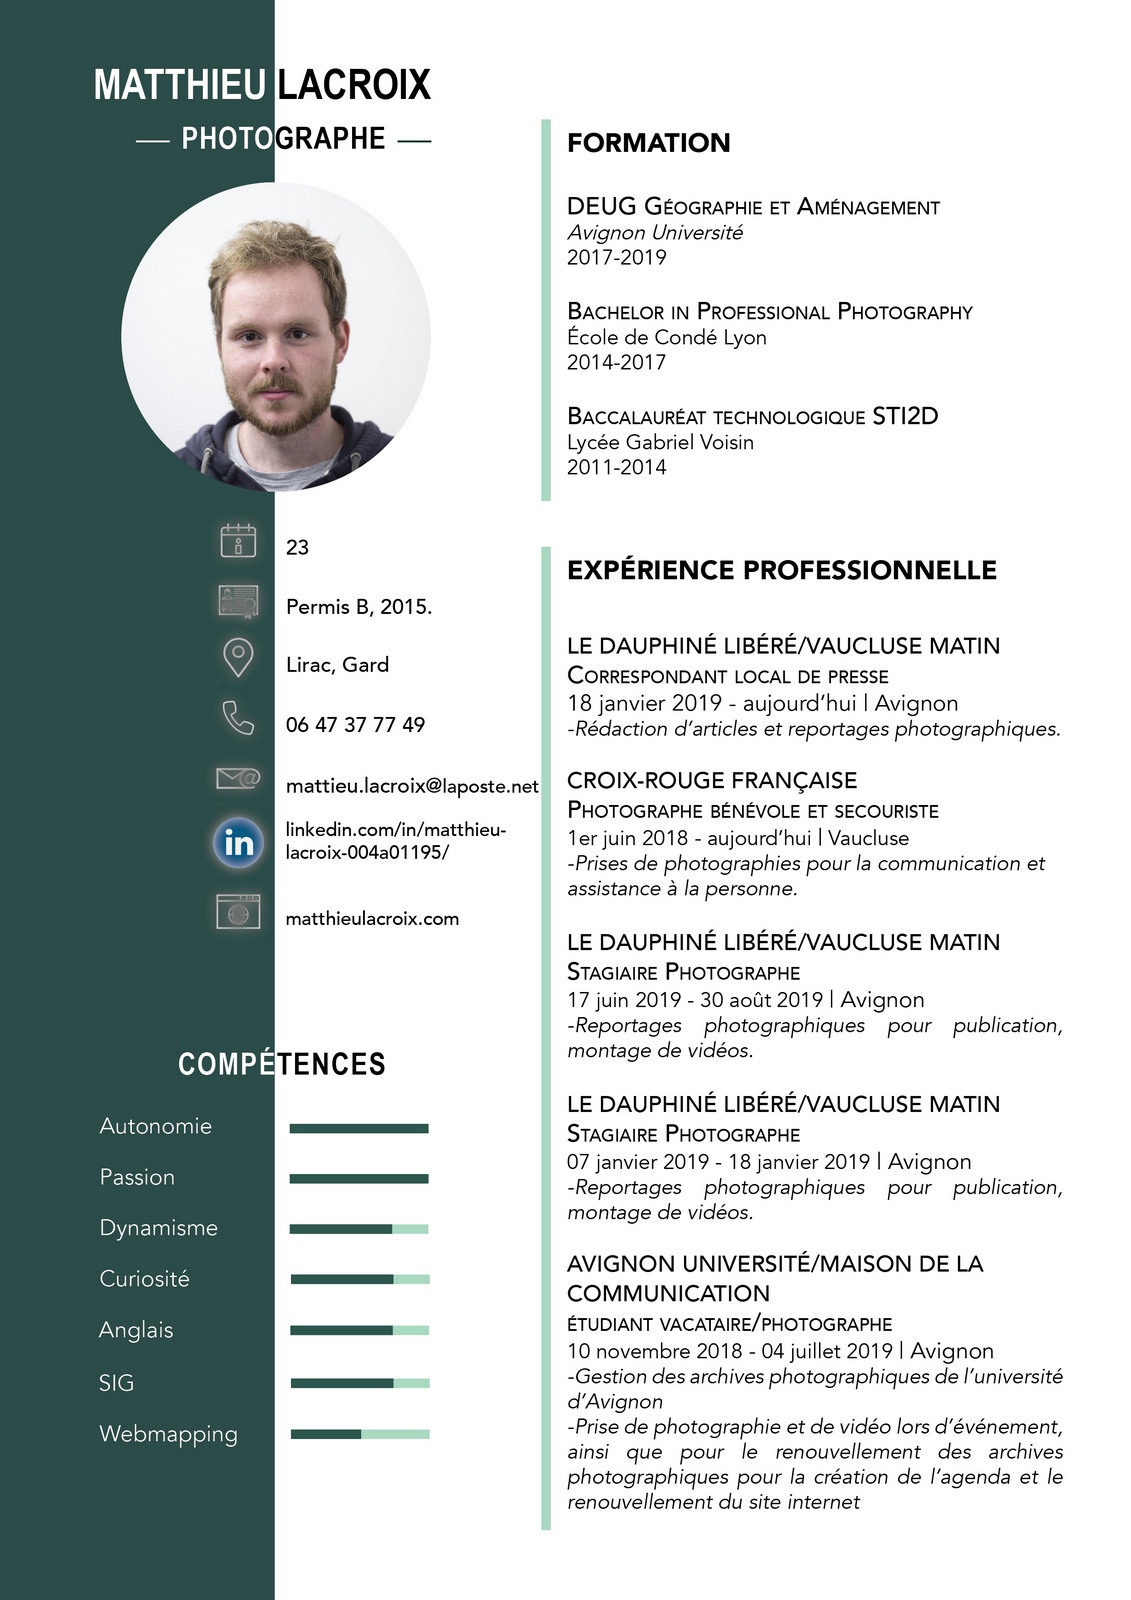 MATTHIEU LACROIX
PHOTOGRAPHE
23
Permis B, 2015.
Lirac, Gard
06 47 37 77 49
mattieu.lacroix@laposte.net
linkedin.com/in/matthieu-
lacroix-004a01195/
matthieulacroix.com
COMPÉTENCES
Autonomie
Passion
Dynamisme
Curiosité
Anglais
SIG
Webmapping
FORMATION
DEUG Géographie et Aménagement
Avignon Université
2017-2019
Bachelor in Professional Photography
École de Condé Lyon
2014-2017
Baccalauréat technologique STI2D
Lycée Gabriel Voisin
2011-2014
EXPÉRIENCE PROFESSIONNELLE
LE DAUPHINÉ LIBÉRÉ/VAUCLUSE MATIN
Correspondant local de presse
18 janvier 2019 - aujourd’hui | Avignon
-Rédaction d’articles et reportages photographiques.
CROIX-ROUGE FRANÇAISE
Photographe bénévole et secouriste
1er juin 2018 - aujourd’hui | Vaucluse
-Prises de photographies pour la communication et
assistance à la personne.
LE DAUPHINÉ LIBÉRÉ/VAUCLUSE MATIN
Stagiaire Photographe
17 juin 2019 - 30 août 2019 | Avignon
-Reportages photographiques pour publication,
montage de vidéos.
LE DAUPHINÉ LIBÉRÉ/VAUCLUSE MATIN
Stagiaire Photographe
07 janvier 2019 - 18 janvier 2019 | Avignon
-Reportages photographiques pour publication,
montage de vidéos.
AVIGNON UNIVERSITÉ/MAISON DE LA
COMMUNICATION
étudiant vacataire/photographe
10 novembre 2018 - 04 juillet 2019 | Avignon
-Gestion des archives photographiques de l’université
d’Avignon
-Prise de photographie et de vidéo lors d’événement,
ainsi que pour le renouvellement des archives
photographiques pour la création de l’agenda et le
renouvellement du site internet